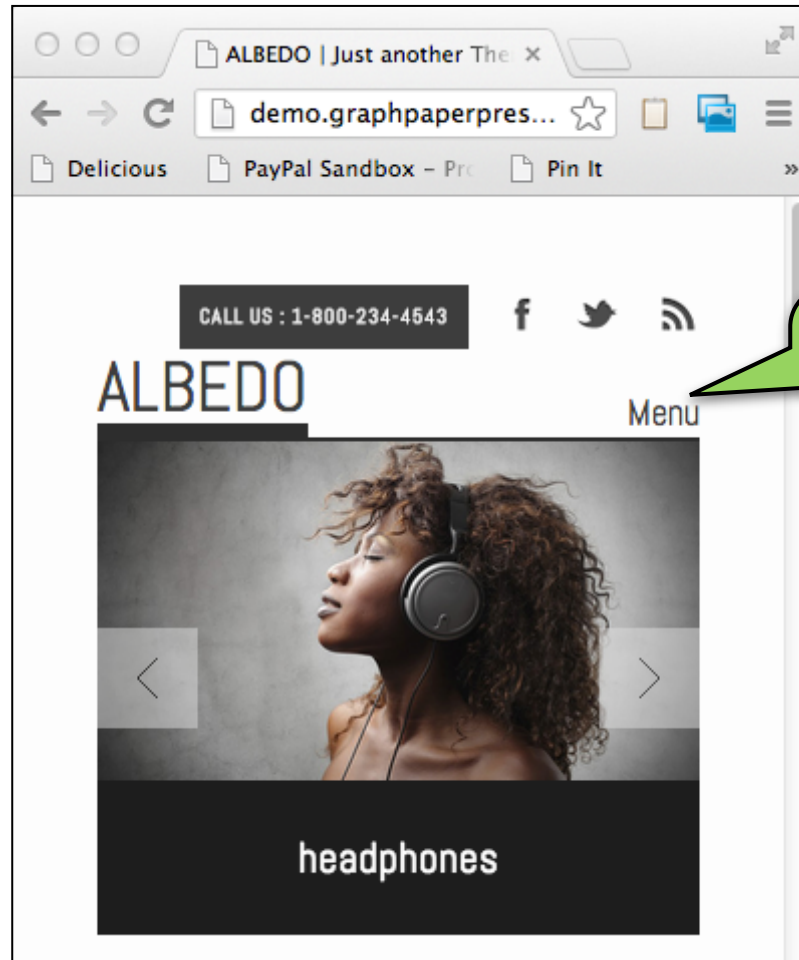 ALBEDO | Just another The
demo.graphpaperpres...
Delicious PayPal Sandbox – Pro Pin It »
CALL US : 1-800-234-4543
ALBEDO
Menu
headphones